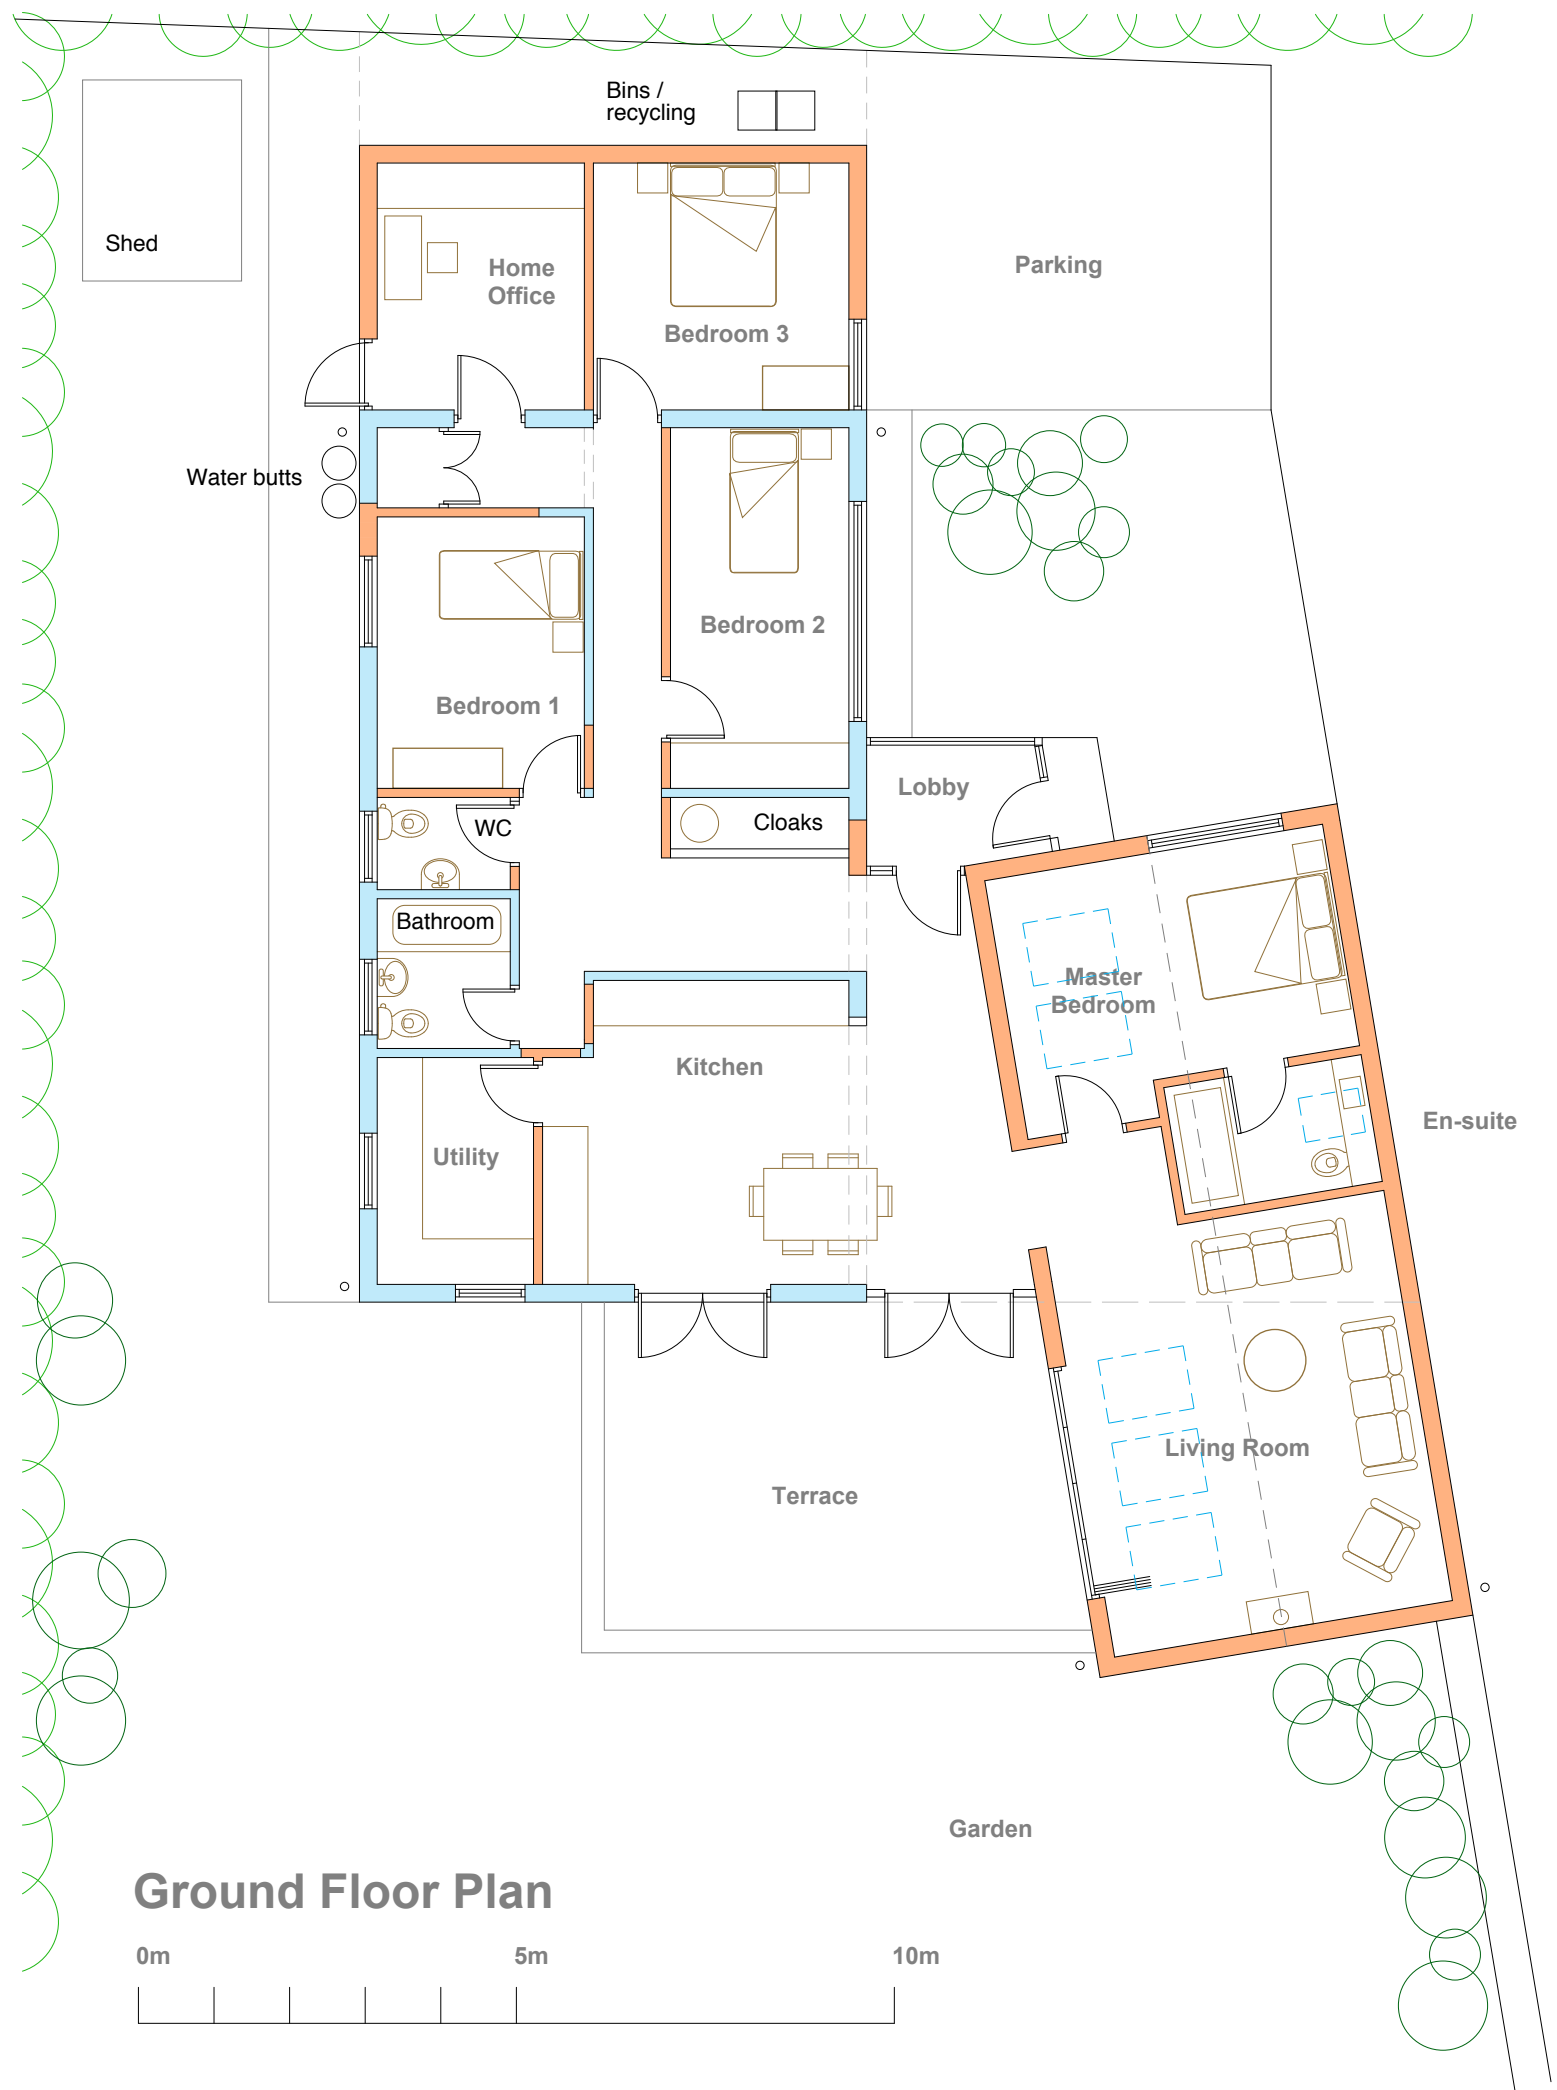 Bins /
recycling
Shed
Home
Office
Parking
Bedroom 3
Water butts
Bedroom 2
Bedroom 1
Lobby
WC
Cloaks
Bathroom
Master
Bedroom
Kitchen
En-suite
Utility
Living Room
Terrace
Garden
Ground Floor Plan
0m 5m 10m